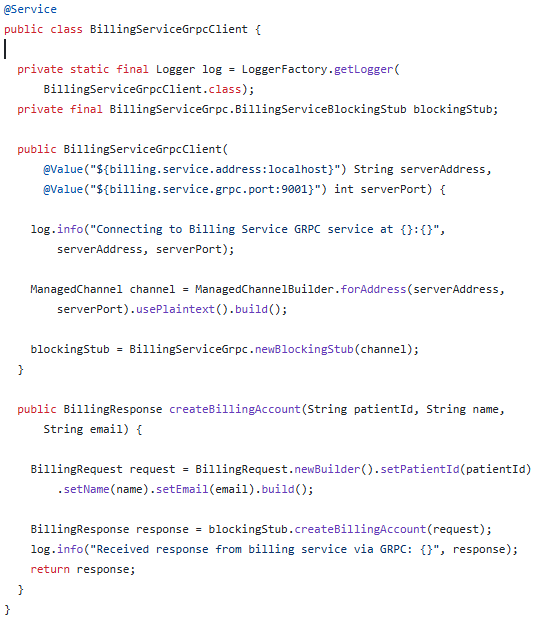 @Service
public class BillingServiceGrpcClient {
private static final Logger log = LoggerFactory.getLogger(
BillingServiceGrpcClient.class);
private final BillingServiceGrpc.BillingServiceBlockingStub blockingStub;
public BillingServiceGrpcClient(
@Value("${billing.service.address:localhost}") String serverAddress,
@Value("${billing.service.grpc.port:9001}") int serverPort) {
log.info("Connecting to Billing Service GRPC service at {}:{}",
serverAddress, serverPort);
ManagedChannel channel = ManagedChannelBuilder.forAddress(serverAddress,
serverPort).usePlaintext().build();
blockingStub = BillingServiceGrpc.newBlockingStub(channel);
}
public BillingResponse createBillingAccount(String patientId, String name,
String email) {
BillingRequest request = BillingRequest.newBuilder().setPatientId(patientId)
.setName(name).setEmail(email).build();
BillingResponse response = blockingStub.createBillingAccount(request);
log.info("Received response from billing service via GRPC: {}", response);
return response;
}
}